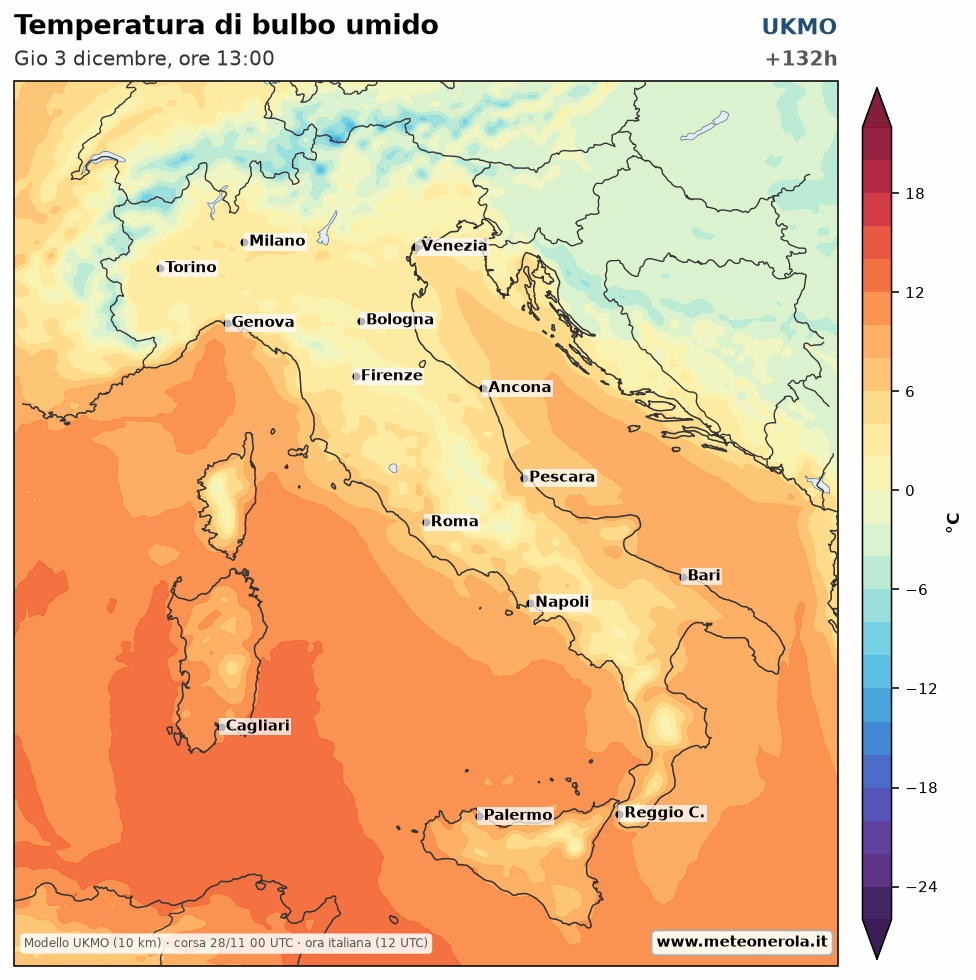 Temperatura di bulbo umido
UKMO
Gio 3 dicembre, ore 13:00
+132h
Milano
Venezia
Torino
Genova
Bologna
Firenze
Ancona
Pescara
Roma
Bari
Napoli
Cagliari
Palermo
Reggio C.
18
12
6
0
−6
−12
−18
−24
°C
Modello UKMO (10 km) · corsa 28/11 00 UTC · ora italiana (12 UTC)
www.meteonerola.it